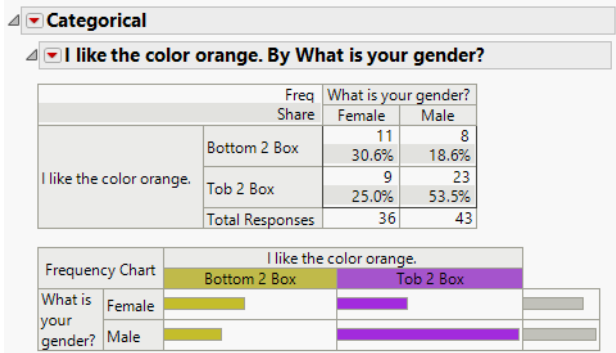 Categorical
I like the color orange. By What is your gender?
Freq What is your gender?
Share Female Male
I like the color orange. Bottom 2 Box 11 8
30.6% 18.6%
Tob 2 Box 9 23
25.0% 53.5%
Total Responses 36 43
Frequency Chart I like the color orange.
Bottom 2 Box Tob 2 Box
What is your gender? Female
Male